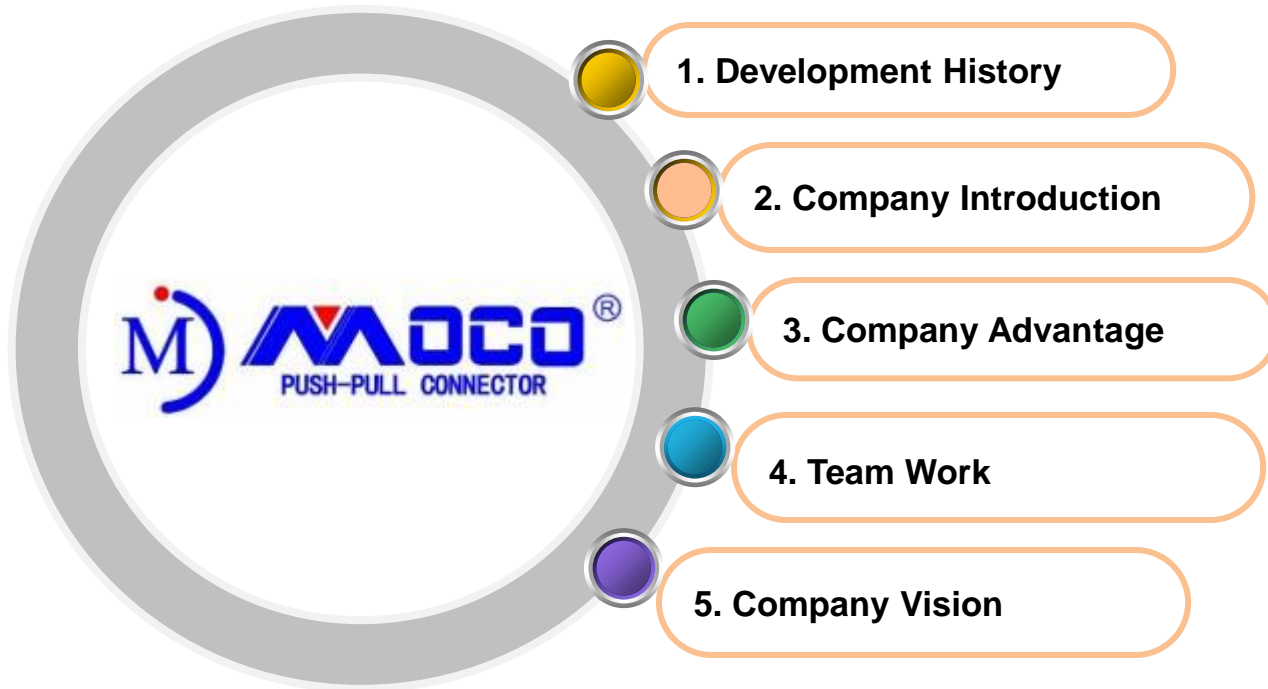 1. Development History
2. Company Introduction
M MOCO ®
PUSH-PULL CONNECTOR
3. Company Advantage
4. Team Work
5. Company Vision